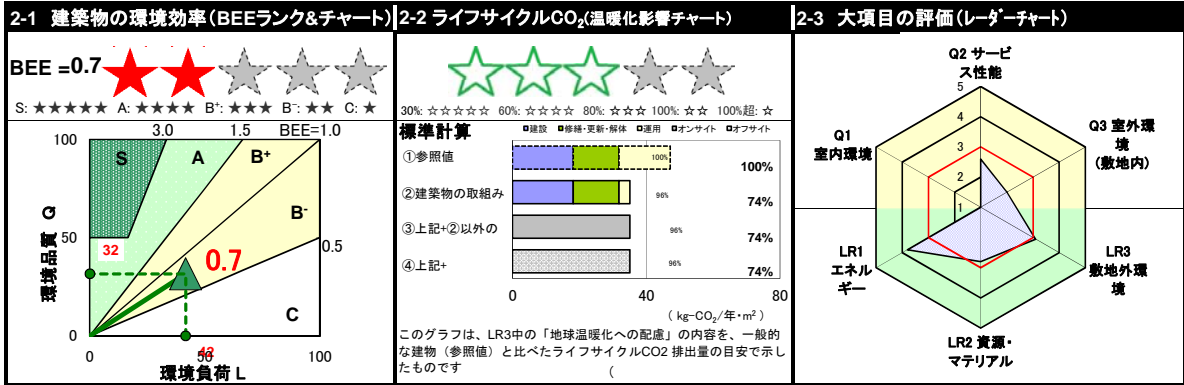 2-1 建築物の環境効率(BEEランク&チャート)
BEE =0.7
S: ★★★★★ A: ★★★★ B⁺: ★★★ B⁻: ★★ C: ★
3.0 1.5 BEE=1.0
100
S
A
B⁺
B⁻
50
32
0.7
0.5
C
環境品質 Q
0
0
42
50
100
環境負荷 L
2-2 ライフサイクルCO₂(温暖化影響チャート)
30%: ☆☆☆☆☆ 60%: ☆☆☆☆ 80%: ☆☆☆ 100%: ☆☆ 100%超: ☆
標準計算
建設 修繕・更新・解体 運用 オンサイト オフサイト
①参照値 100% 100%
②建築物の取組み 96% 74%
③上記+②以外の 96% 74%
④上記+ 96% 74%
0 40 80
( kg-CO₂/年・m² )
このグラフは、LR3中の「地球温暖化への配慮」の内容を、一般的
な建物(参照値)と比べたライフサイクルCO2 排出量の目安で示し
たものです (
2-3 大項目の評価(レーダーチャート)
Q2 サービ
ス性能
5
4
3
2
1
Q1
室内環境
Q3 室外環
境
(敷地内)
LR1
エネル
ギー
LR3
敷地外環
境
LR2 資源・
マテリアル